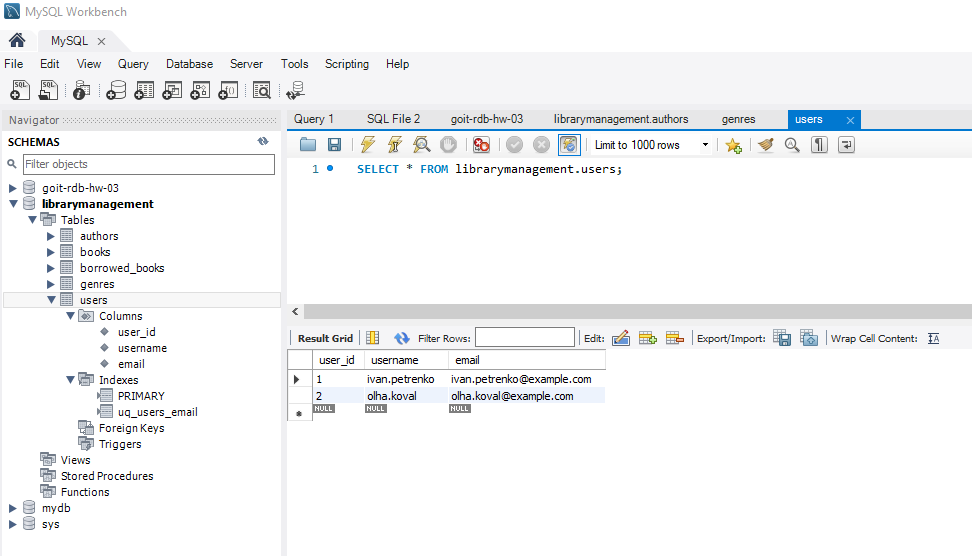 MySQL Workbench
MySQL
File Edit View Query Database Server Tools Scripting Help
Navigator
SCHEMAS
Filter objects
goit-rdb-hw-03
librarymanagement
Tables
authors
books
borrowed_books
genres
users
Columns
user_id
username
email
Indexes
PRIMARY
uq_users_email
Foreign Keys
Triggers
Views
Stored Procedures
Functions
mydb
sys
Query 1 SQL File 2 goit-rdb-hw-03 librarymanagement.authors genres users
Limit to 1000 rows
1 SELECT * FROM librarymanagement.users;
Result Grid Filter Rows: Edit: Export/Import: Wrap Cell Content:
user_id username email
1 ivan.petrenko ivan.petrenko@example.com
2 olha.koval olha.koval@example.com
NULL NULL NULL